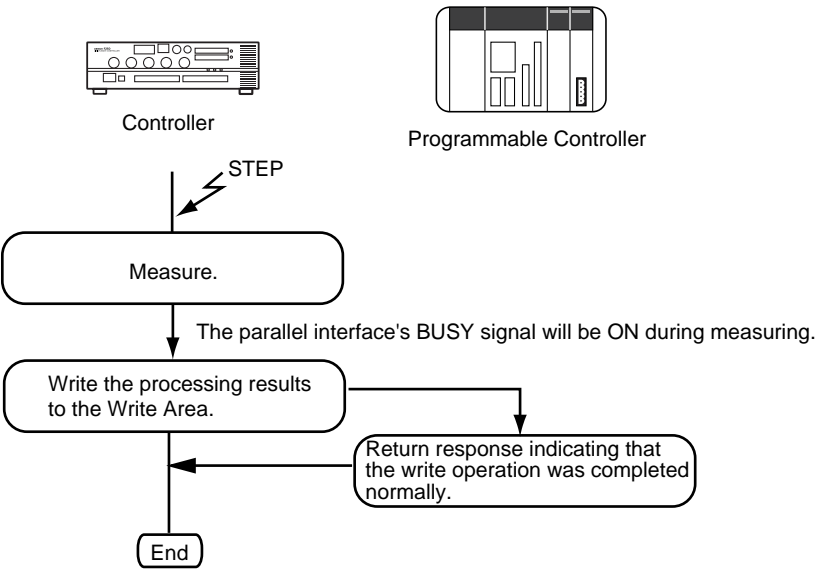 Controller
Programmable Controller
STEP
Measure.
The parallel interface's BUSY signal will be ON during measuring.
Write the processing results
to the Write Area.
Return response indicating that
the write operation was completed
normally.
End